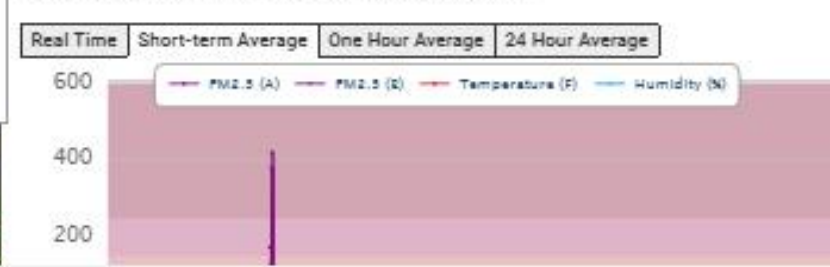 Real Time Short-term Average One Hour Average 24 Hour Average
600 PM2.5 (A) PM2.5 (B) Temperature (F) Humidity (%)
400
200